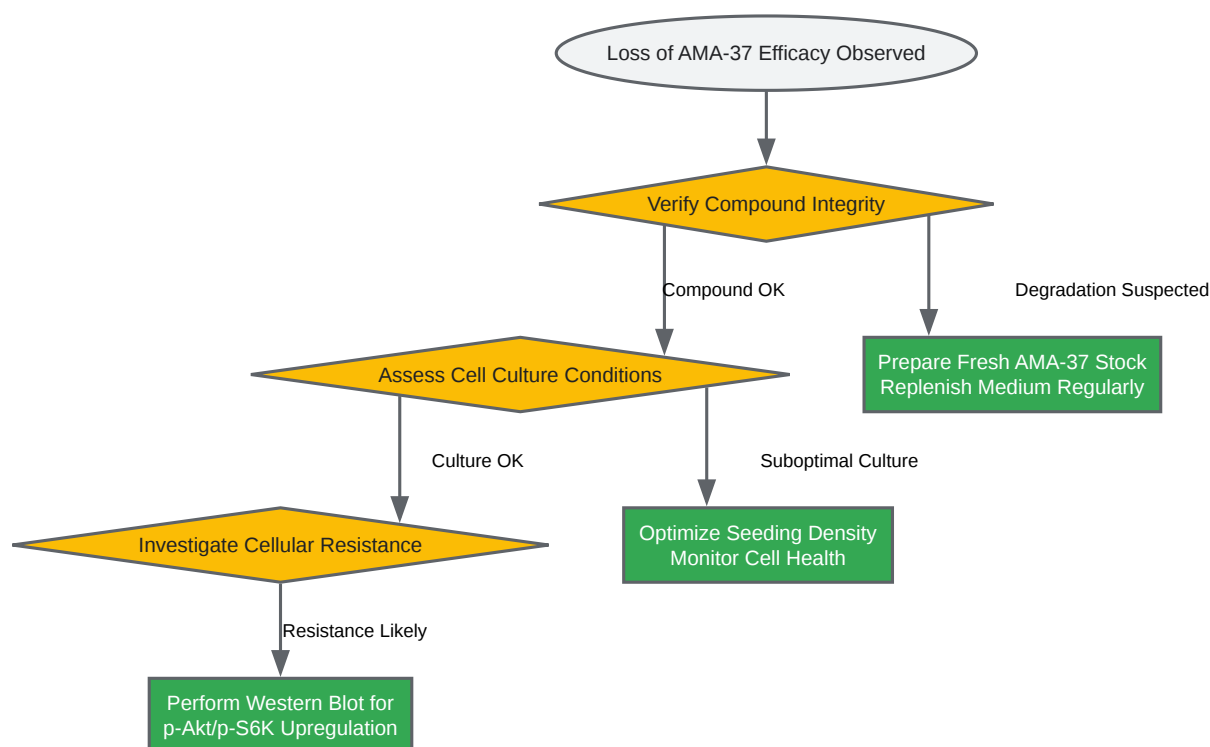 Loss of AMA-37 Efficacy Observed
Verify Compound Integrity
Compound OK
Degradation Suspected
Prepare Fresh AMA-37 Stock
Replenish Medium Regularly
Assess Cell Culture Conditions
Culture OK
Suboptimal Culture
Optimize Seeding Density
Monitor Cell Health
Investigate Cellular Resistance
Resistance Likely
Perform Western Blot for
p-Akt/p-S6K Upregulation